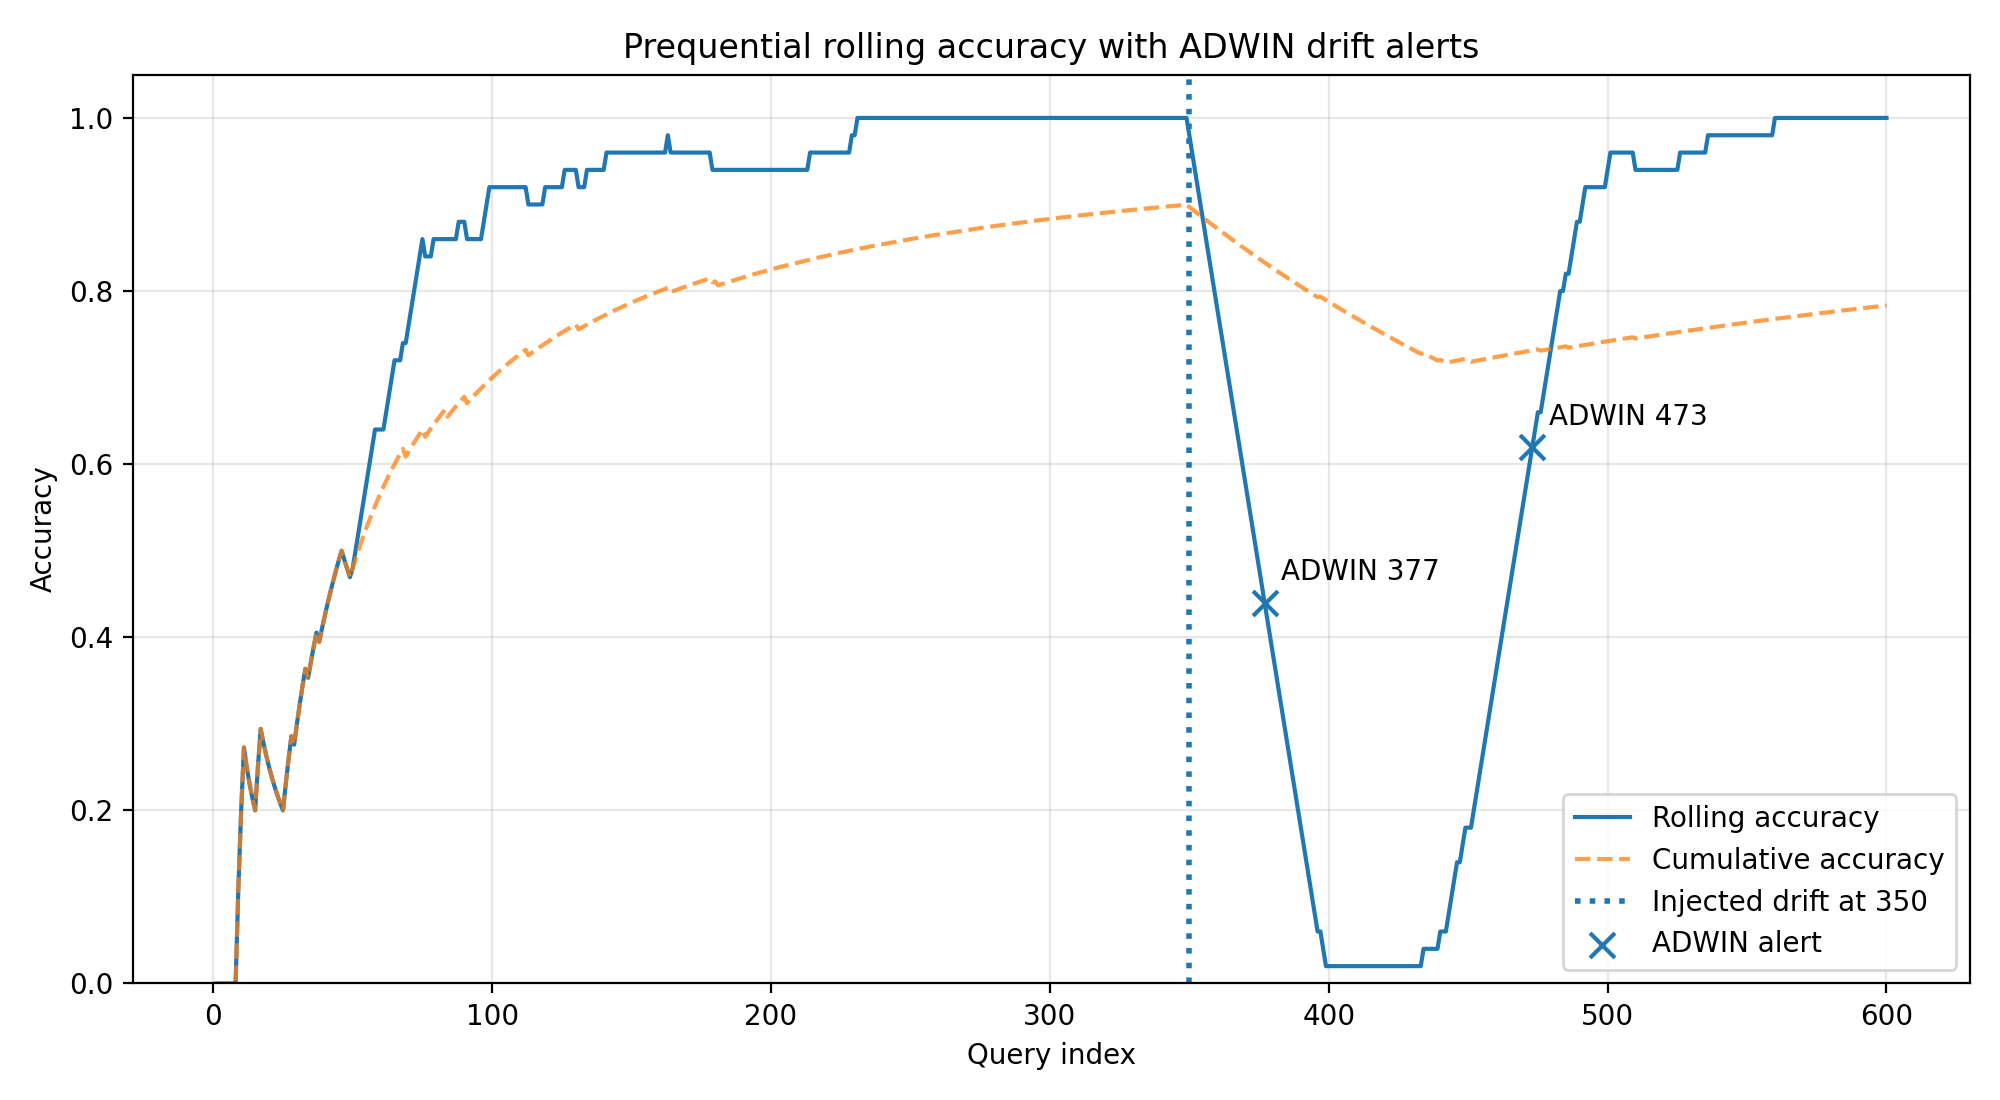 Prequential rolling accuracy with ADWIN drift alerts
Accuracy
1.0
0.8
0.6
0.4
0.2
0.0
ADWIN 473
ADWIN 377
Rolling accuracy
Cumulative accuracy
Injected drift at 350
ADWIN alert
0 100 200 300 400 500 600
Query index